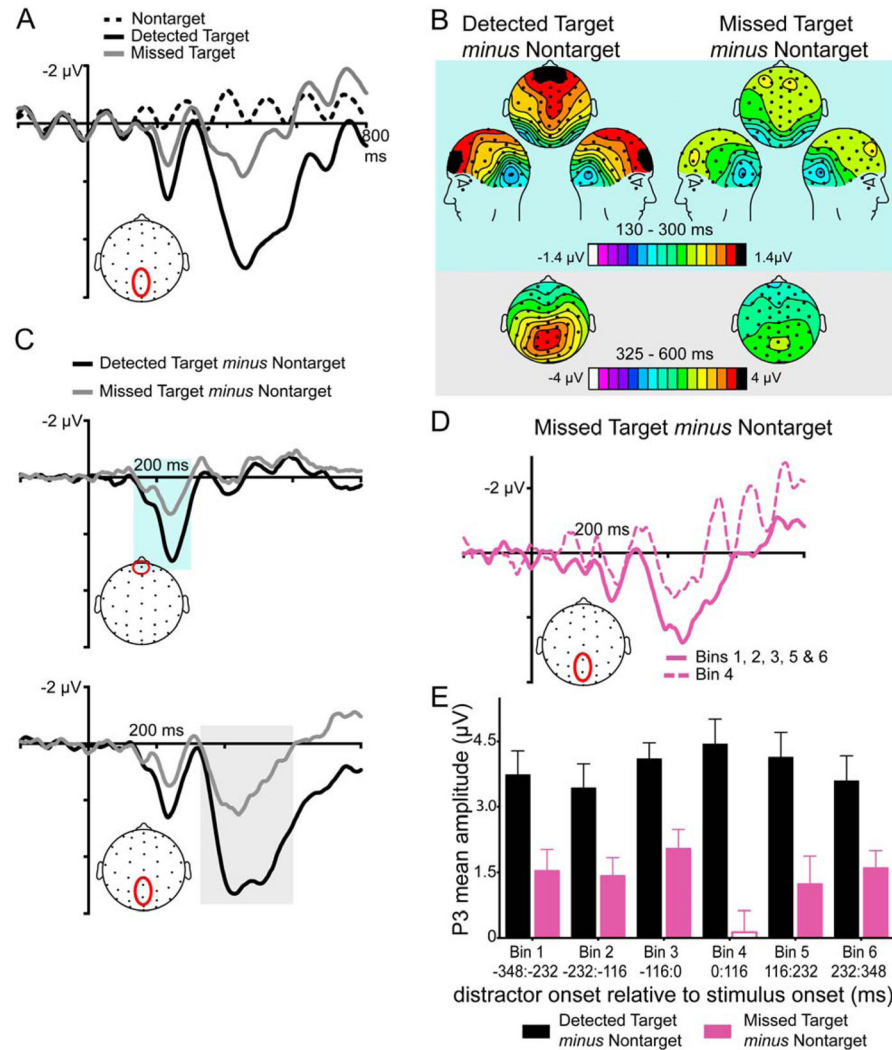 A
Nontarget
Detected Target
Missed Target
-2 µV
800
ms
B
Detected Target
minus Nontarget
Missed Target
minus Nontarget
130 - 300 ms
-1.4 µV
1.4µV
325 - 600 ms
-4 µV
4 µV
C
Detected Target minus Nontarget
Missed Target minus Nontarget
-2 µV
200 ms
-2 µV
200 ms
D
Missed Target minus Nontarget
-2 µV
200 ms
Bins 1, 2, 3, 5 & 6
Bin 4
E
P3 mean amplitude (µV)
4.5
3.0
1.5
0
Bin 1
-348:-232
Bin 2
-232:-116
Bin 3
-116:0
Bin 4
0:116
Bin 5
116:232
Bin 6
232:348
distractor onset relative to stimulus onset (ms)
Detected Target
minus Nontarget
Missed Target
minus Nontarget